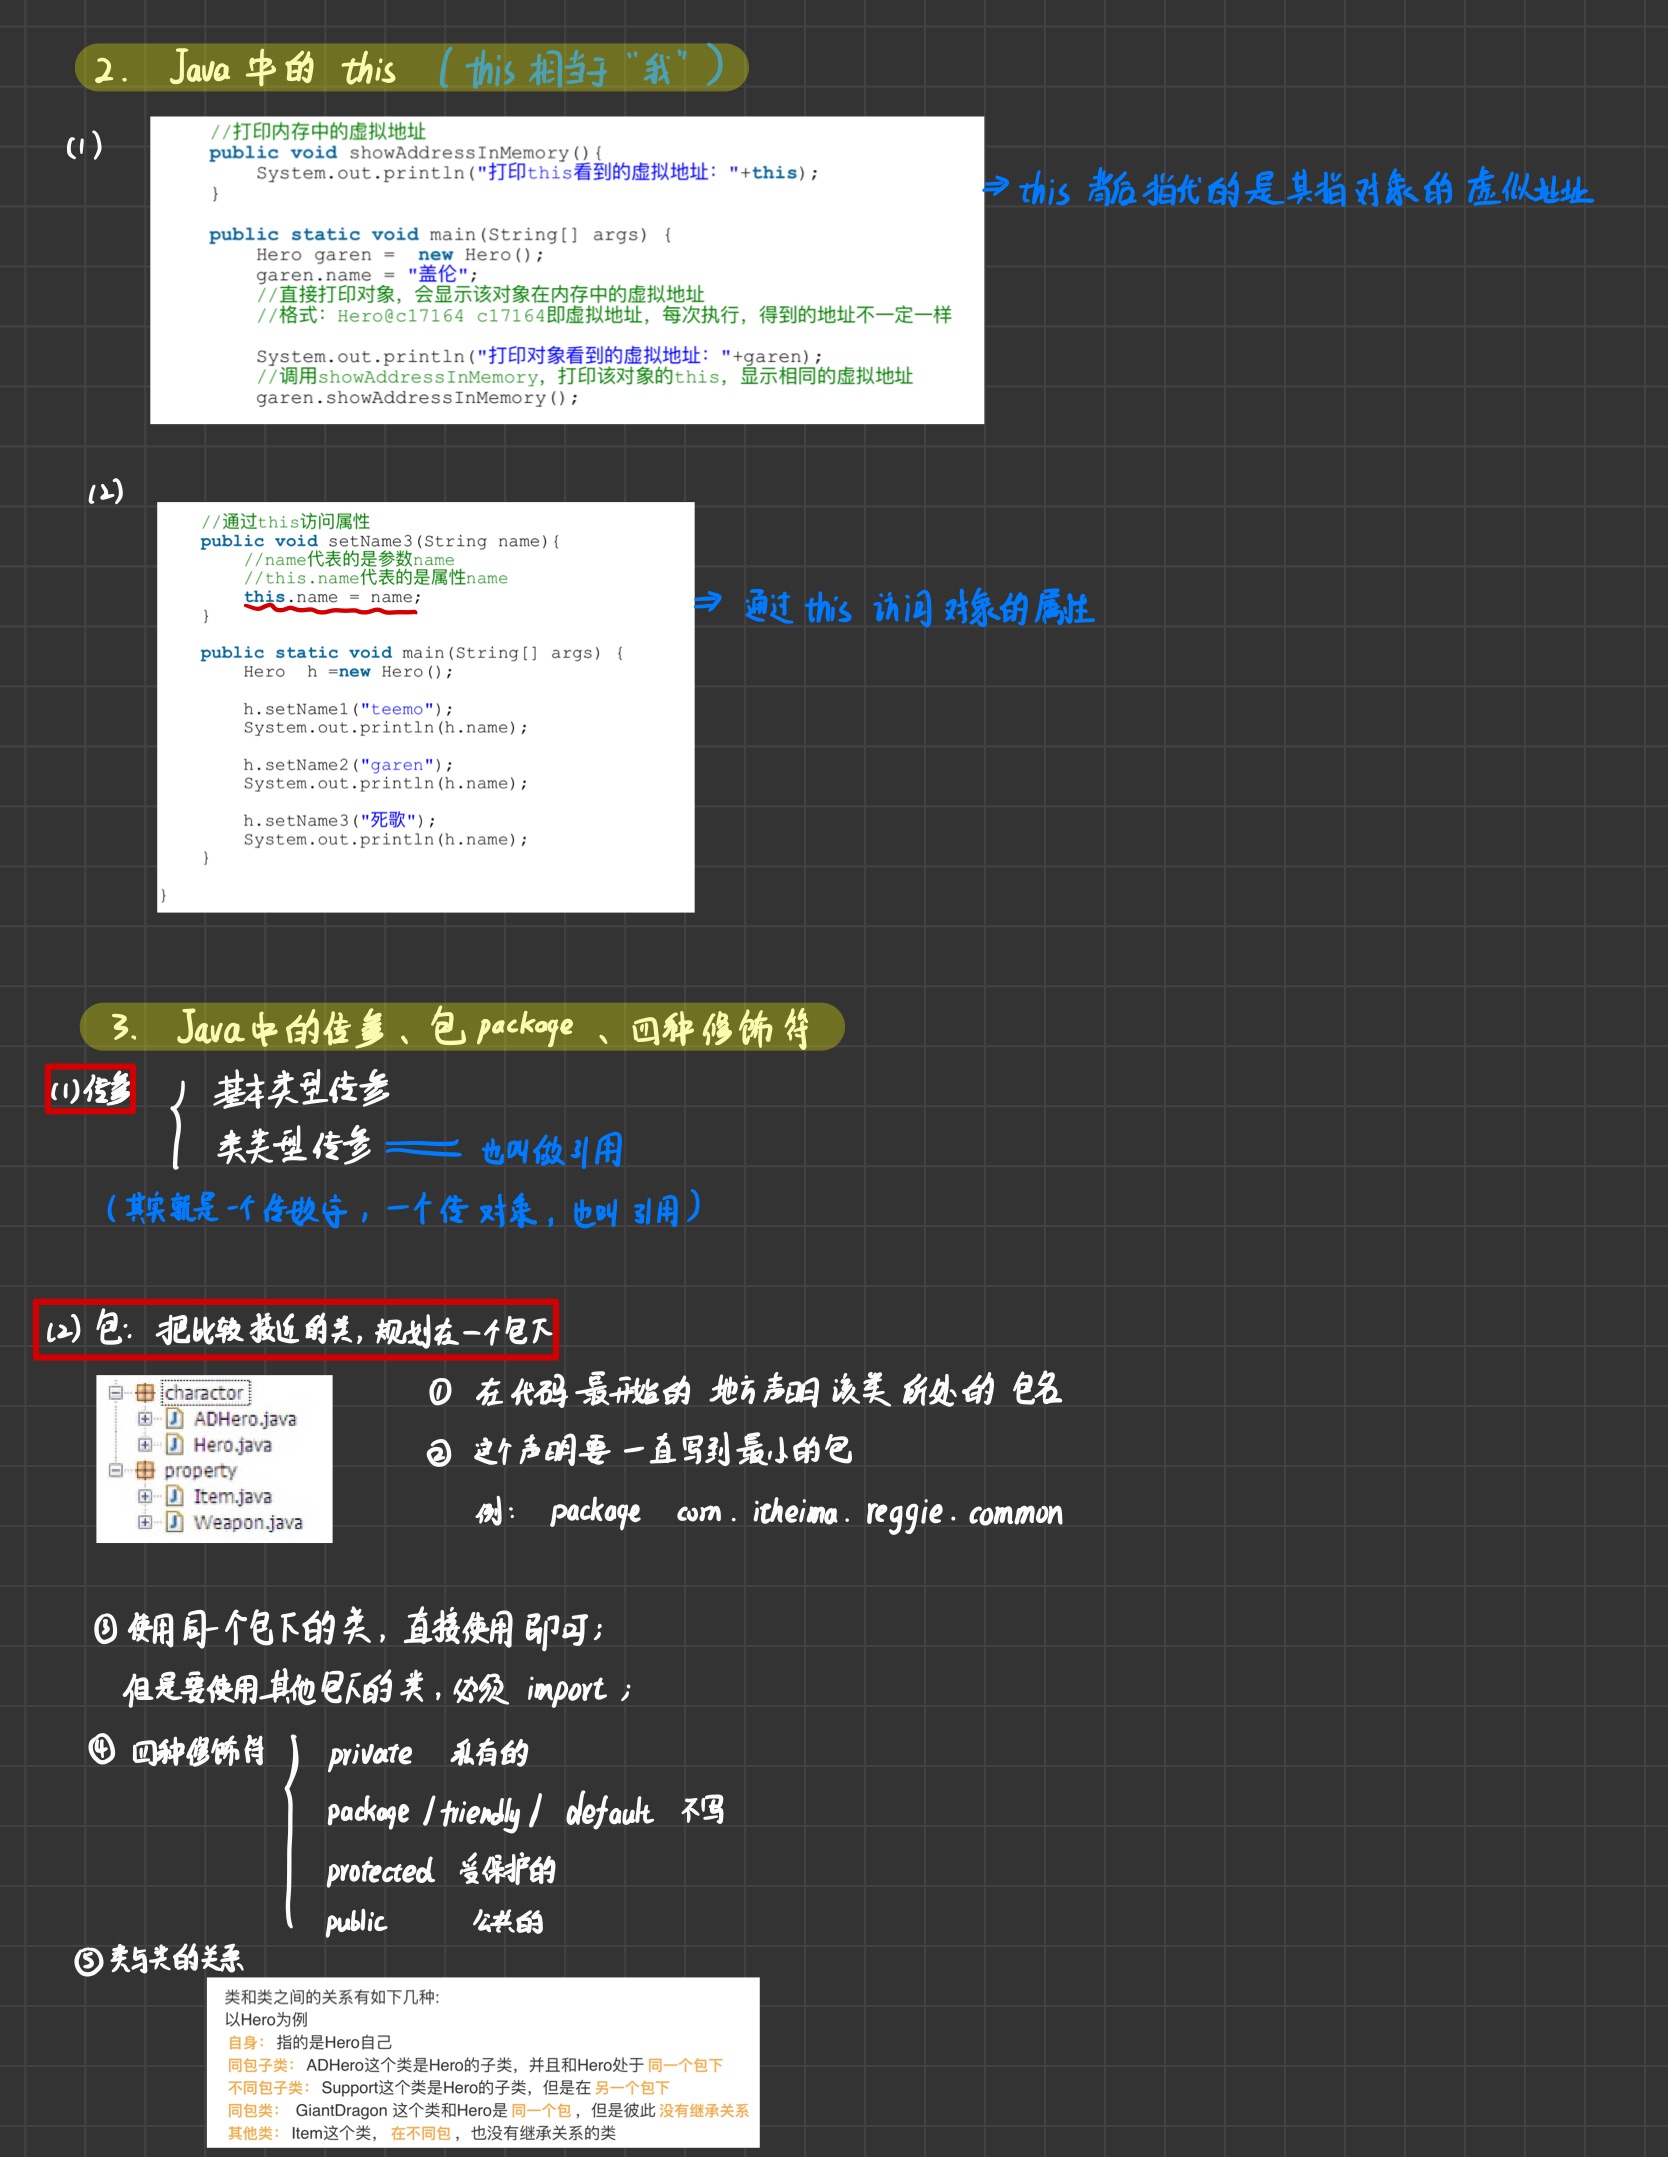 2. Java 中的 this （this 相当于“我”）
(1)
//打印内存中的虚拟地址
public void showAddressInMemory(){
System.out.println("打印this看到的虚拟地址："+this);
}
⇒ this 背后指代的是其指对象的 虚似地址
public static void main(String[] args) {
Hero garen =  new Hero();
garen.name = "盖伦";
//直接打印对象，会显示该对象在内存中的虚拟地址
//格式：Hero@c17164 c17164即虚拟地址，每次执行，得到的地址不一定一样
System.out.println("打印对象看到的虚拟地址："+garen);
//调用showAddressInMemory，打印该对象的this，显示相同的虚拟地址
garen.showAddressInMemory();
(2)
//通过this访问属性
public void setName3(String name){
//name代表的是参数name
//this.name代表的是属性name
this.name = name;
}
⇒ 通过 this 访问 对象的属性
public static void main(String[] args) {
Hero  h =new Hero();
h.setName1("teemo");
System.out.println(h.name);
h.setName2("garen");
System.out.println(h.name);
h.setName3("死歌");
System.out.println(h.name);
}
}
3. Java中的传参、包 package 、四种修饰符
(1)传参
基本类型传参
类类型传参 == 也叫做引用
（其实就是一个传数字，一个传 对象，也叫 引用）
(2) 包：把比较接近的类，规划在一个包下
charactor
ADHero.java
Hero.java
property
Item.java
Weapon.java
① 在代码最开始的 地方声明 该类 所处的 包名
② 这个声明要 一直写到最小的包
例： package com . itheima . reggie . common
③ 使用同一个包下的类，直接使用即可；
但是要使用其他包下的类，必须 import ；
④ 四种修饰符
private 私有的
package / friendly / default 不写
protected 受保护的
public 公共的
⑤ 类与类的关系
类和类之间的关系有如下几种:
以Hero为例
自身： 指的是Hero自己
同包子类： ADHero这个类是Hero的子类，并且和Hero处于 同一个包下
不同包子类： Support这个类是Hero的子类，但是在 另一个包下
同包类： GiantDragon 这个类和Hero是 同一个包 ，但是彼此 没有继承关系
其他类： Item这个类， 在不同包 ，也没有继承关系的类